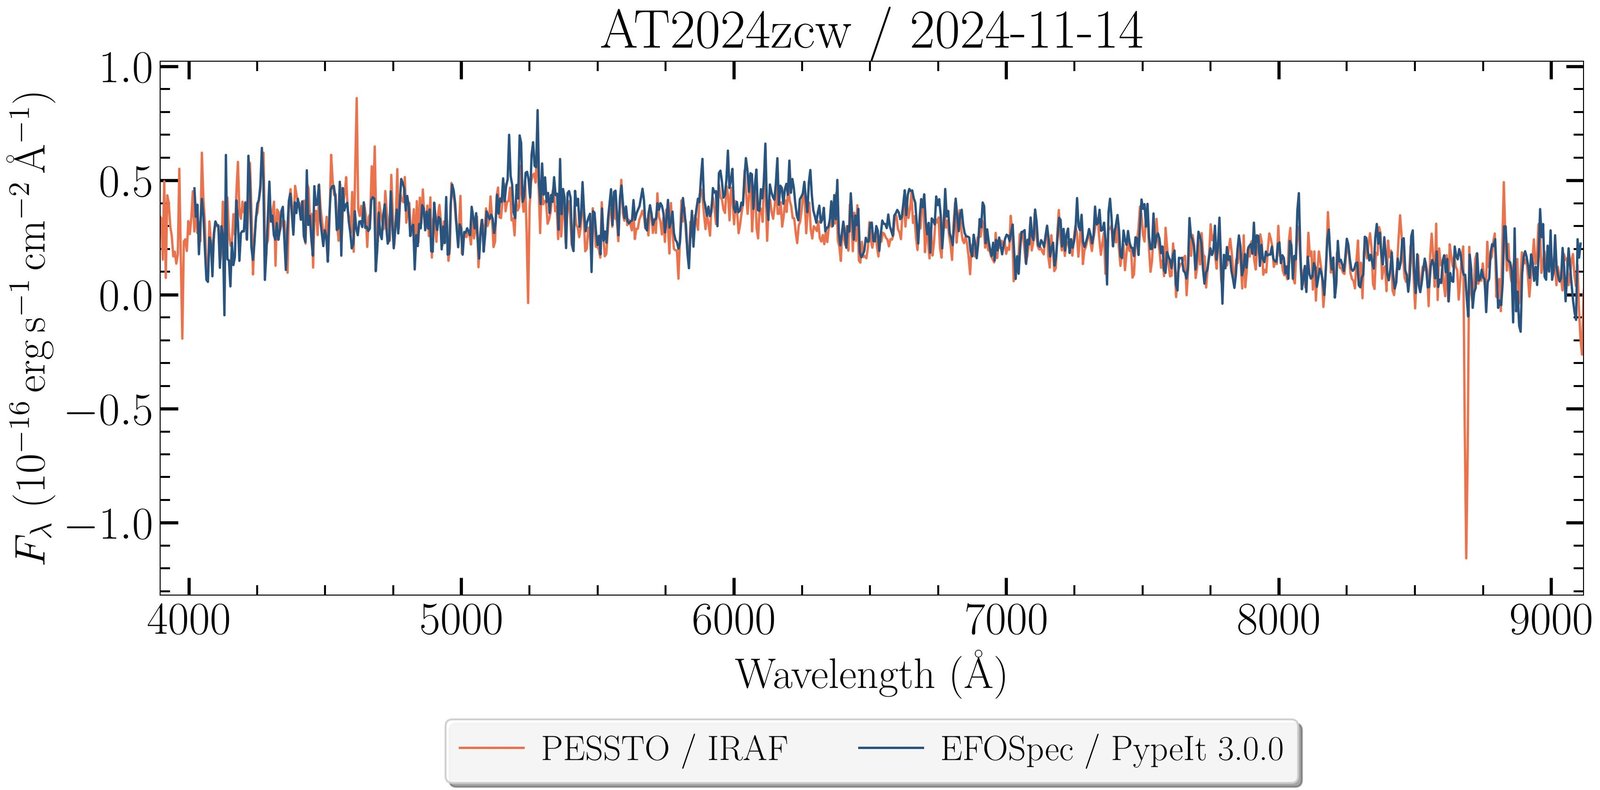 AT2024zcw / 2024-11-14
F_λ (10^−16 erg s^−1 cm^−2 Å^−1)
1.0
0.5
0.0
−0.5
−1.0
4000 5000 6000 7000 8000 9000
Wavelength (Å)
PESSTO / IRAF EFOSpec / PypeIt 3.0.0